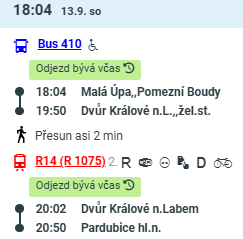 18:04 13.9. so
Bus 410
Odjezd bývá včas
18:04 Malá Úpa,,Pomezní Boudy
19:50 Dvůr Králové n.L.,,žel.st.
Přesun asi 2 min
R14 (R 1075) 2. R D
Odjezd bývá včas
20:02 Dvůr Králové n.Labem
20:50 Pardubice hl.n.